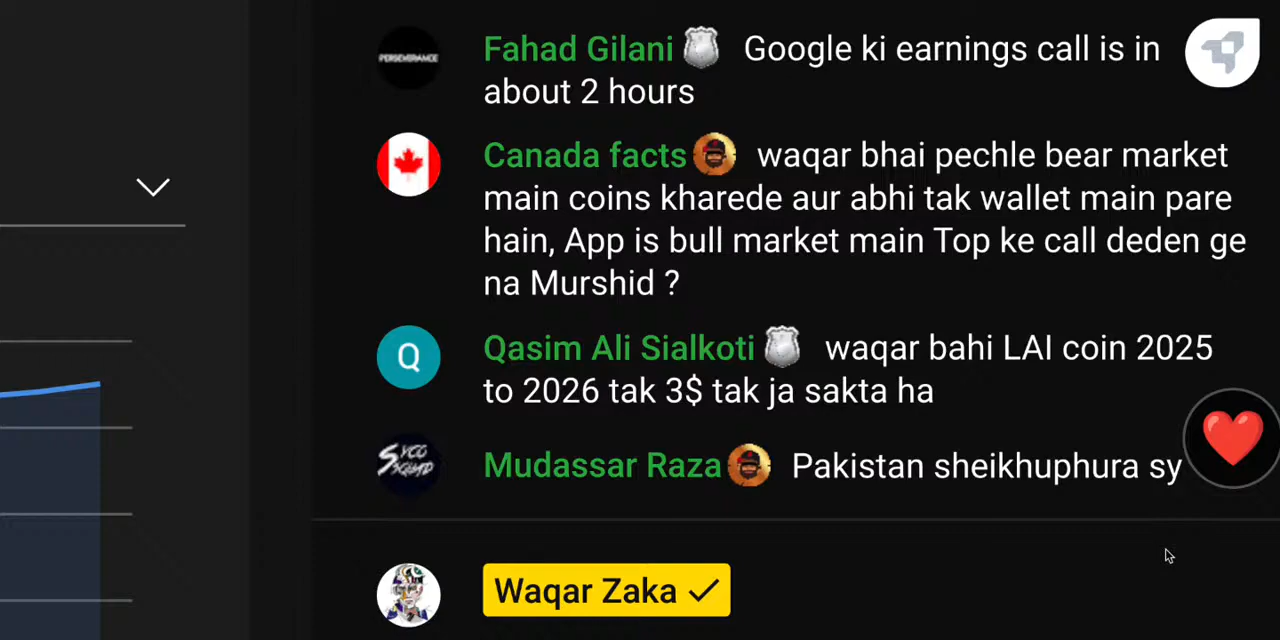 PERSEVERANCE
Fahad Gilani Google ki earnings call is in
about 2 hours
Canada facts waqar bhai pechle bear market
main coins kharede aur abhi tak wallet main pare
hain, App is bull market main Top ke call deden ge
na Murshid ?
Q
Qasim Ali Sialkoti waqar bahi LAI coin 2025
to 2026 tak 3$ tak ja sakta ha
Mudassar Raza Pakistan sheikhuphura sy
Waqar Zaka